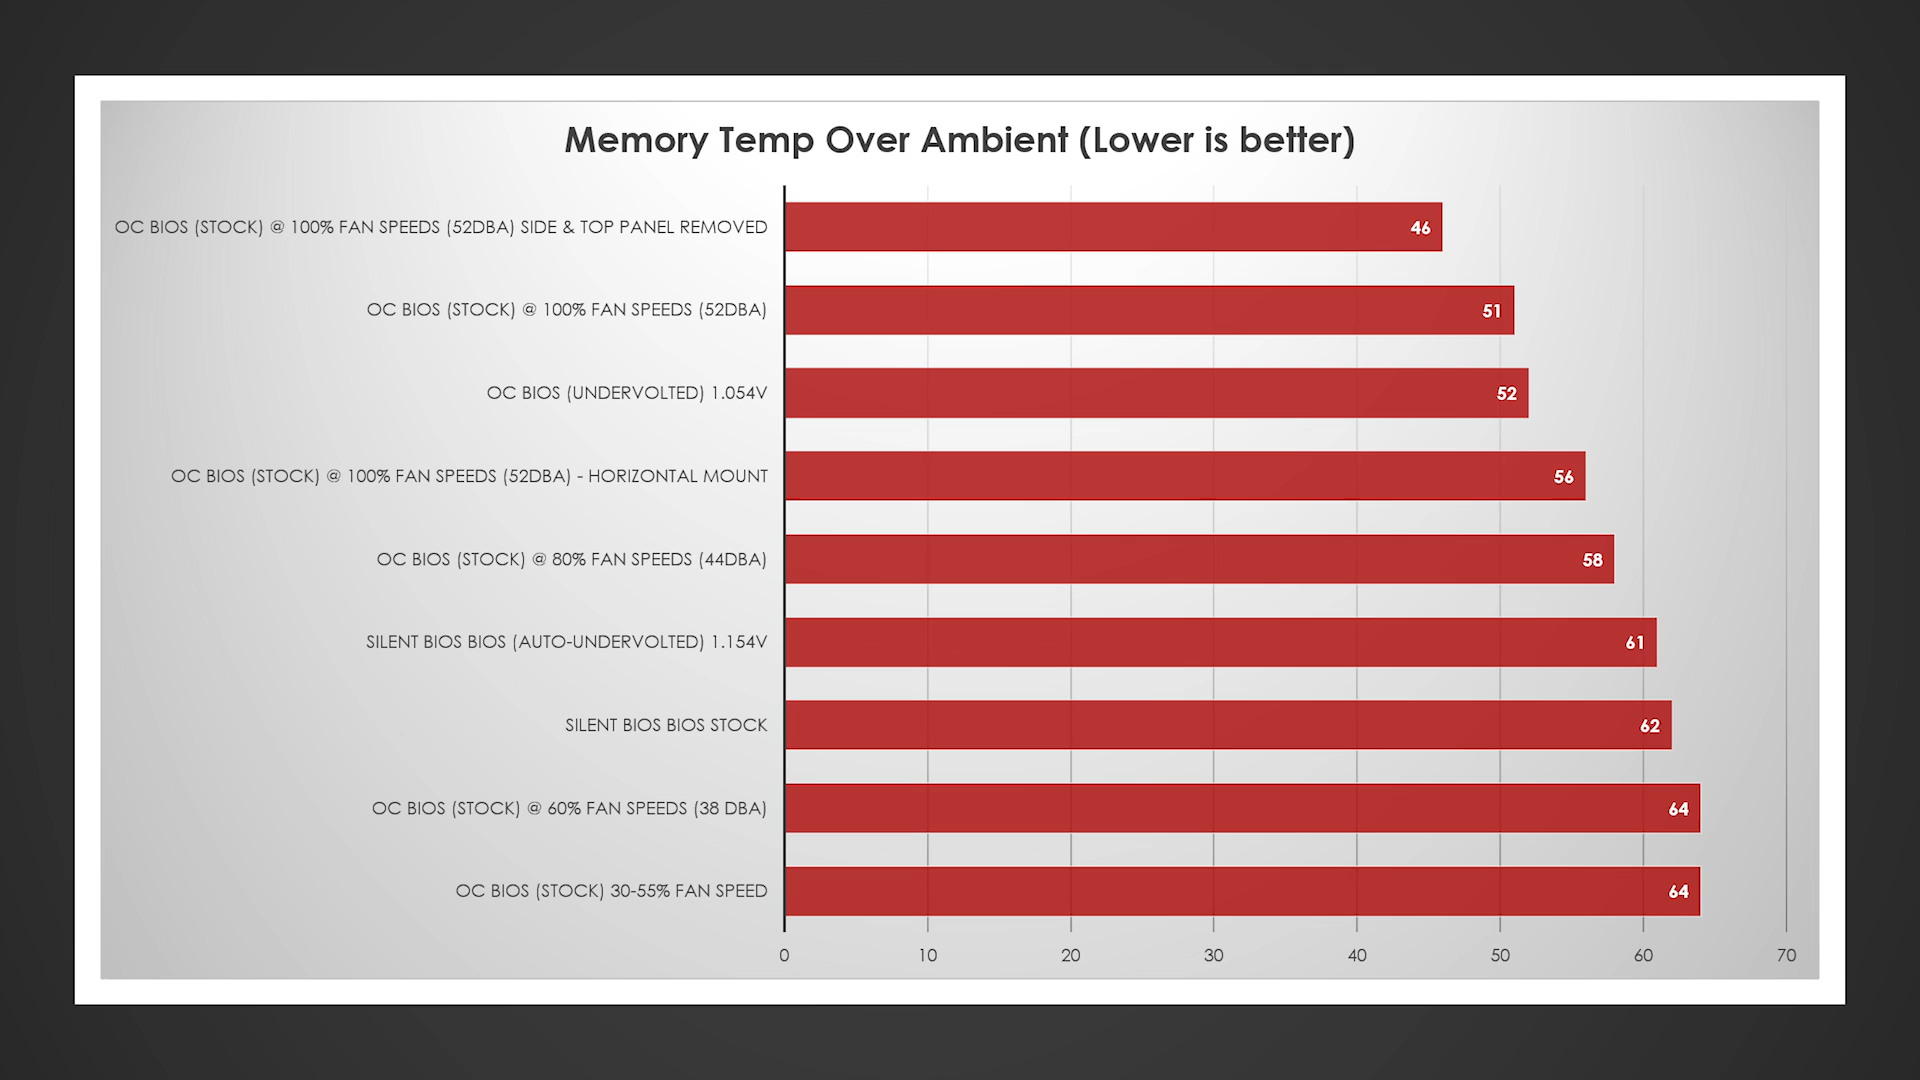 Memory Temp Over Ambient (Lower is better)
OC BIOS (STOCK) @ 100% FAN SPEEDS (52DBA) SIDE & TOP PANEL REMOVED 46
OC BIOS (STOCK) @ 100% FAN SPEEDS (52DBA) 51
OC BIOS (UNDERVOLTED) 1.054V 52
OC BIOS (STOCK) @ 100% FAN SPEEDS (52DBA) - HORIZONTAL MOUNT 56
OC BIOS (STOCK) @ 80% FAN SPEEDS (44DBA) 58
SILENT BIOS BIOS (AUTO-UNDERVOLTED) 1.154V 61
SILENT BIOS BIOS STOCK 62
OC BIOS (STOCK) @ 60% FAN SPEEDS (38 DBA) 64
OC BIOS (STOCK) 30-55% FAN SPEED 64
0 10 20 30 40 50 60 70